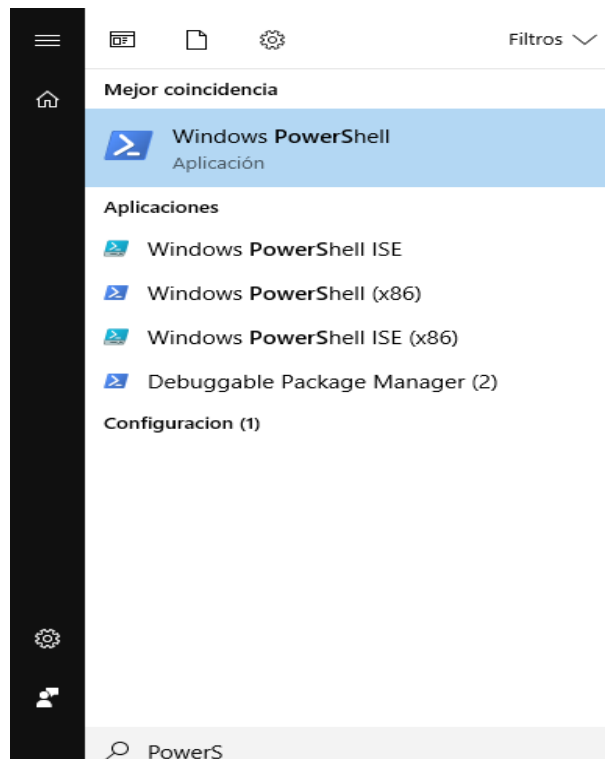 Filtros
Mejor coincidencia
Windows PowerShell
Aplicación
Aplicaciones
Windows PowerShell ISE
Windows PowerShell (x86)
Windows PowerShell ISE (x86)
Debuggable Package Manager (2)
Configuracion (1)
PowerS